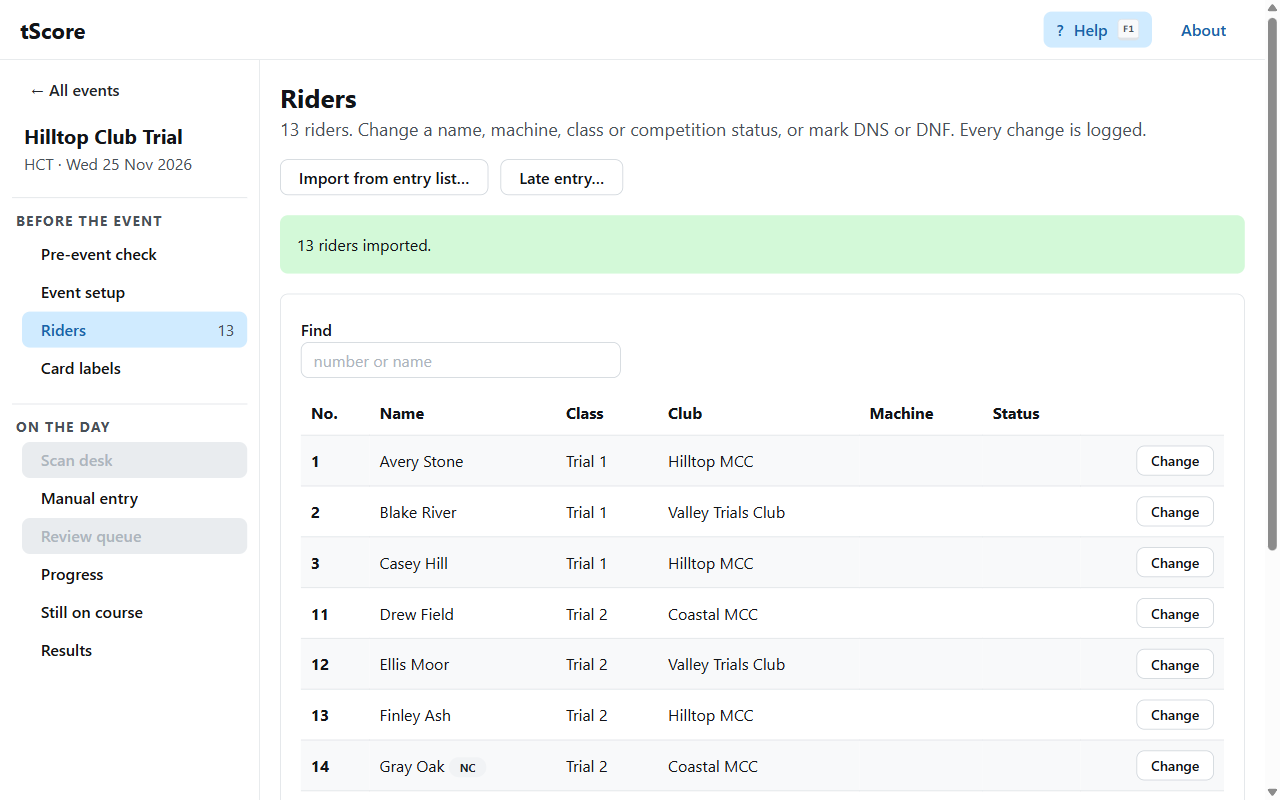 tScore
? Help F1 About
← All events
Hilltop Club Trial
HCT · Wed 25 Nov 2026
BEFORE THE EVENT
Pre-event check
Event setup
Riders 13
Card labels
ON THE DAY
Scan desk
Manual entry
Review queue
Progress
Still on course
Results
Riders
13 riders. Change a name, machine, class or competition status, or mark DNS or DNF. Every change is logged.
Import from entry list... Late entry...
13 riders imported.
Find
number or name
No. Name Class Club Machine Status
1 Avery Stone Trial 1 Hilltop MCC Change
2 Blake River Trial 1 Valley Trials Club Change
3 Casey Hill Trial 1 Hilltop MCC Change
11 Drew Field Trial 2 Coastal MCC Change
12 Ellis Moor Trial 2 Valley Trials Club Change
13 Finley Ash Trial 2 Hilltop MCC Change
14 Gray Oak NC Trial 2 Coastal MCC Change